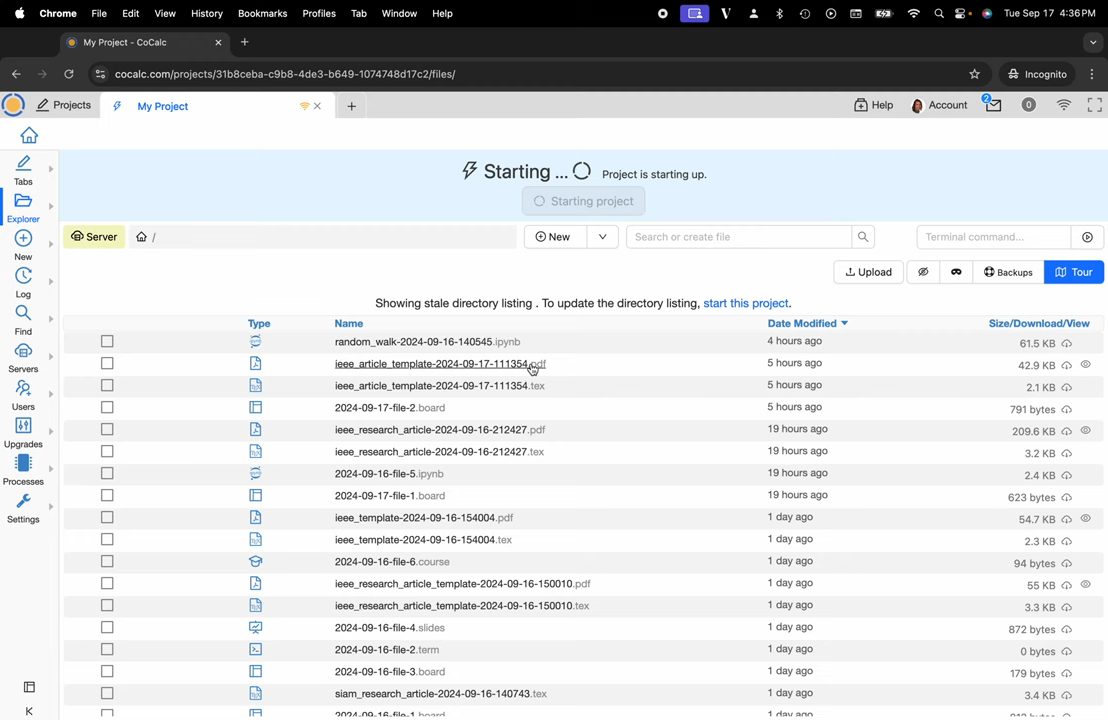 Chrome File Edit View History Bookmarks Profiles Tab Window Help Tue Sep 17 4:36 PM
My Project - CoCalc
cocalc.com/projects/31b8ceba-c9b8-4de3-b649-1074748d17c2/files/ Incognito
Projects My Project Help Account 2 0
Tabs
Explorer
New
Log
Find
Servers
Users
Upgrades
Processes
Settings
Starting ... Project is starting up.
Starting project
Server / New Search or create file Terminal command...
Upload Backups Tour
Showing stale directory listing . To update the directory listing, start this project.
Type Name Date Modified Size/Download/View
random_walk-2024-09-16-140545.ipynb 4 hours ago 61.5 KB
ieee_article_template-2024-09-17-111354.pdf 5 hours ago 42.9 KB
ieee_article_template-2024-09-17-111354.tex 5 hours ago 2.1 KB
2024-09-17-file-2.board 5 hours ago 791 bytes
ieee_research_article-2024-09-16-212427.pdf 19 hours ago 209.6 KB
ieee_research_article-2024-09-16-212427.tex 19 hours ago 3.2 KB
2024-09-16-file-5.ipynb 19 hours ago 2.4 KB
2024-09-17-file-1.board 19 hours ago 623 bytes
ieee_template-2024-09-16-154004.pdf 1 day ago 54.7 KB
ieee_template-2024-09-16-154004.tex 1 day ago 2.3 KB
2024-09-16-file-6.course 1 day ago 94 bytes
ieee_research_article_template-2024-09-16-150010.pdf 1 day ago 55 KB
ieee_research_article_template-2024-09-16-150010.tex 1 day ago 3.3 KB
2024-09-16-file-4.slides 1 day ago 872 bytes
2024-09-16-file-2.term 1 day ago 0 bytes
2024-09-16-file-3.board 1 day ago 179 bytes
siam_research_article-2024-09-16-140743.tex 1 day ago 3.4 KB
2024-09-16-file-1.board 1 day ago